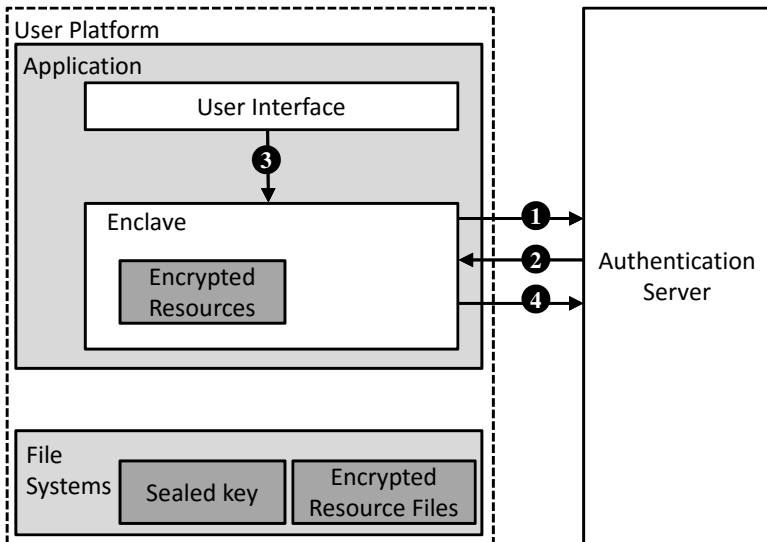 User Platform
Application
User Interface
3
Enclave
1
Encrypted
Resources
2
Authentication
Server
4
File
Systems
Sealed key
Encrypted
Resource Files